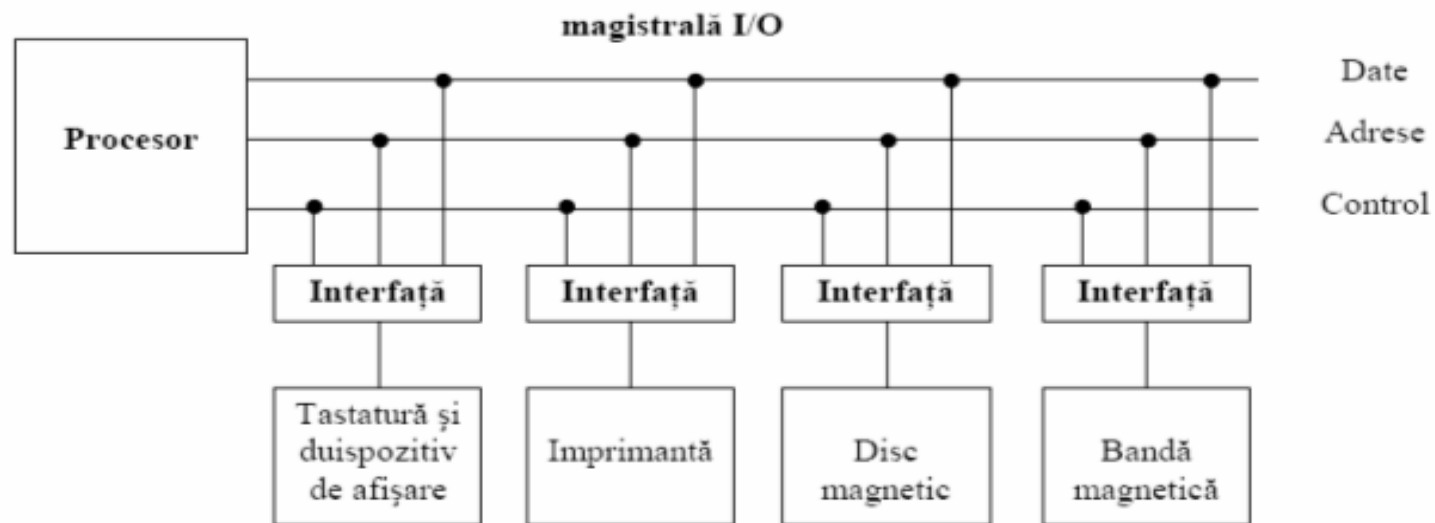 magistrală I/O
Date
Procesor
Adrese
Control
Interfață
Interfață
Interfață
Interfață
Tastatură și
duispozitiv
de afișare
Imprimantă
Disc
magnetic
Bandă
magnetică